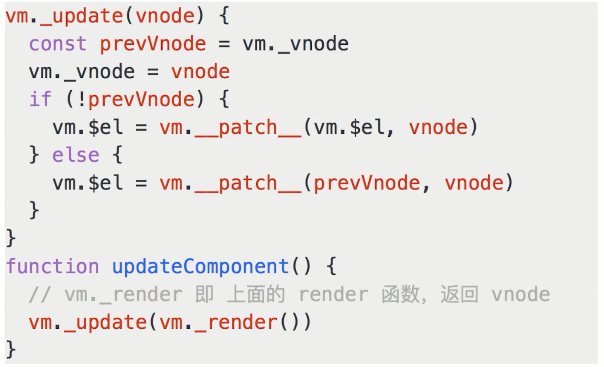 vm._update(vnode) {
  const prevVnode = vm._vnode
  vm._vnode = vnode
  if (!prevVnode) {
    vm.$el = vm.__patch__(vm.$el, vnode)
  } else {
    vm.$el = vm.__patch__(prevVnode, vnode)
  }
}
function updateComponent() {
  // vm._render 即 上面的 render 函数，返回 vnode
  vm._update(vm._render())
}